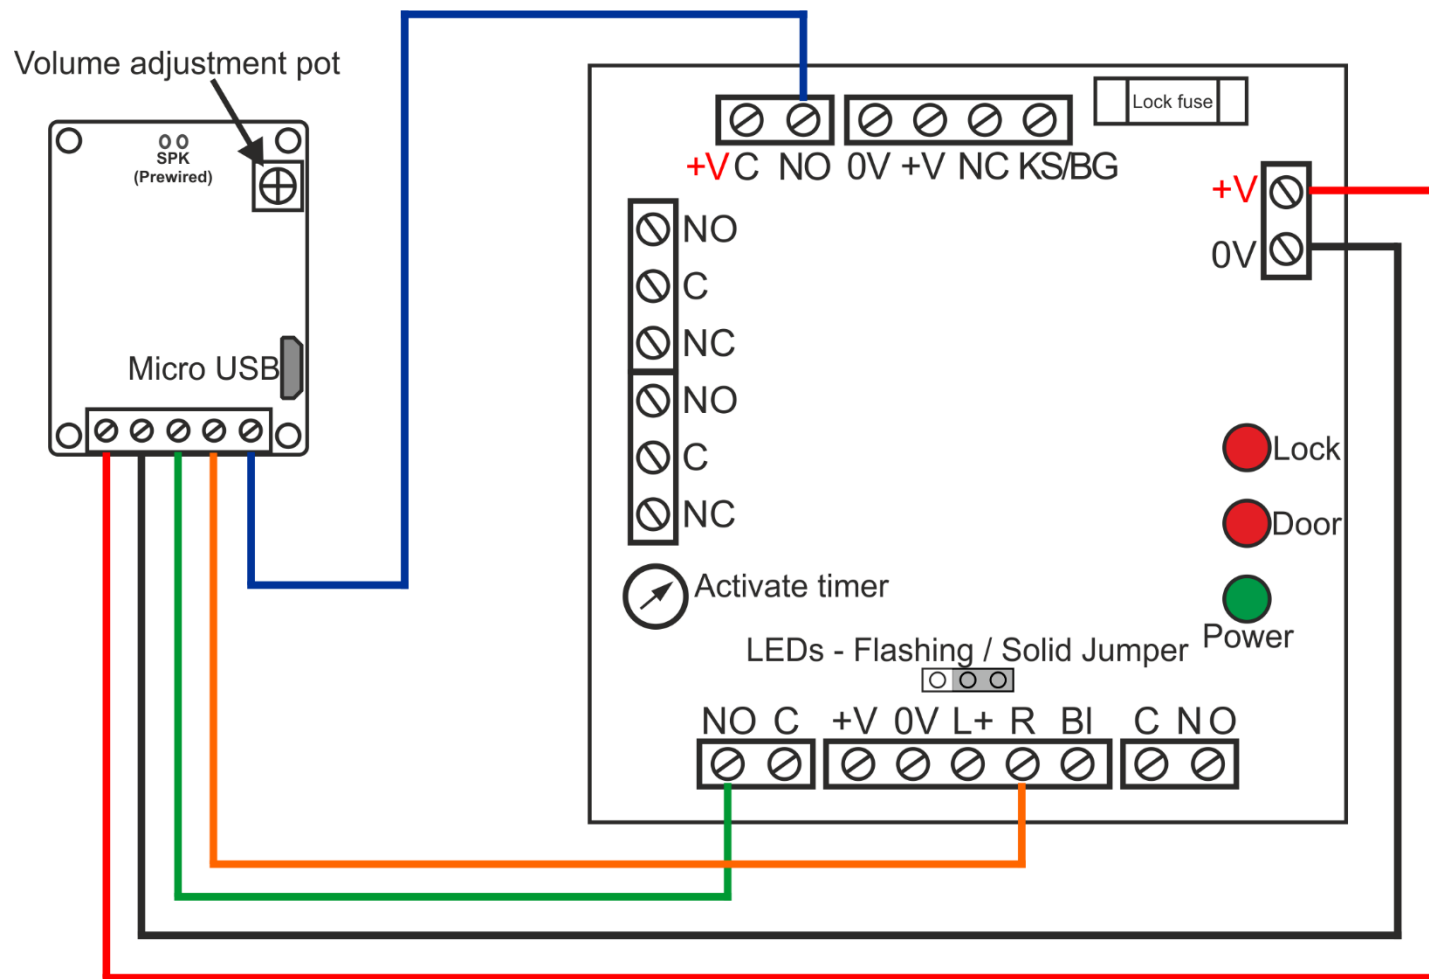 Volume adjustment pot
SPK
(Prewired)
Micro USB
Lock fuse
+V C NO 0V +V NC KS/BG
+V
0V
NO
C
NC
NO
C
NC
Activate timer
Lock
Door
Power
LEDs - Flashing / Solid Jumper
NO C +V 0V L+ R BI C N O